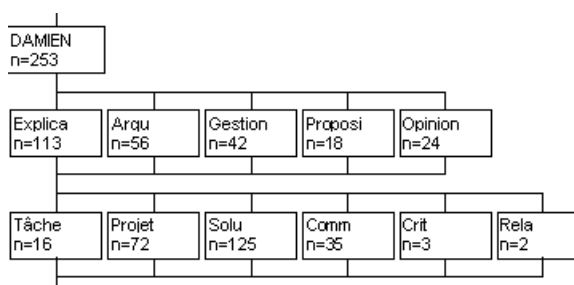 DAMIEN
n=253
Explica Argu Gestion Proposi Opinion
n=113 n=56 n=42 n=18 n=24
Tâche Projet Solu Comm Crit Rela
n=16 n=72 n=125 n=35 n=3 n=2